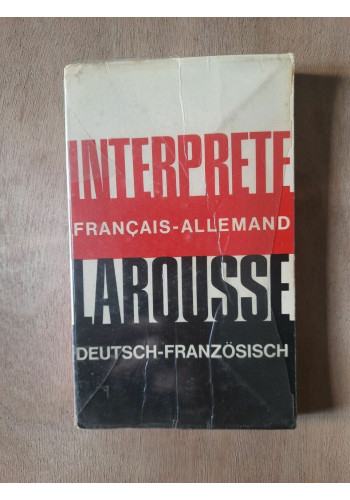 INTERPRETE
FRANÇAIS-ALLEMAND
LAROUSSE
DEUTSCH-FRANZÖSISCH